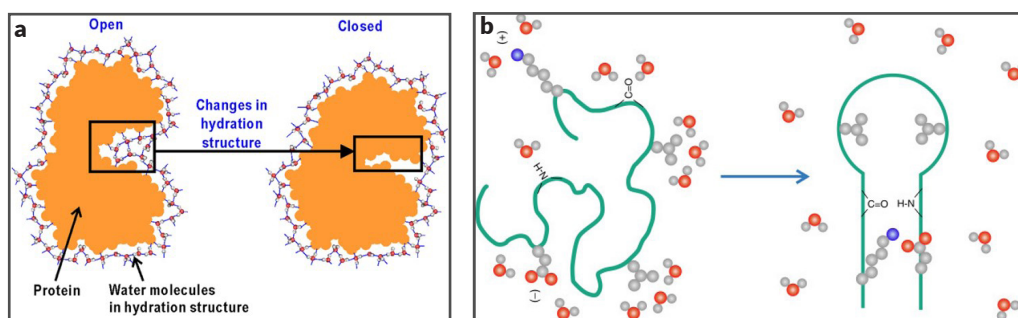 a
Open
Closed
Changes in
hydration
structure
Protein
Water molecules
in hydration structure
b
(+)
C=O
H-N
(−)
C=O
H-N